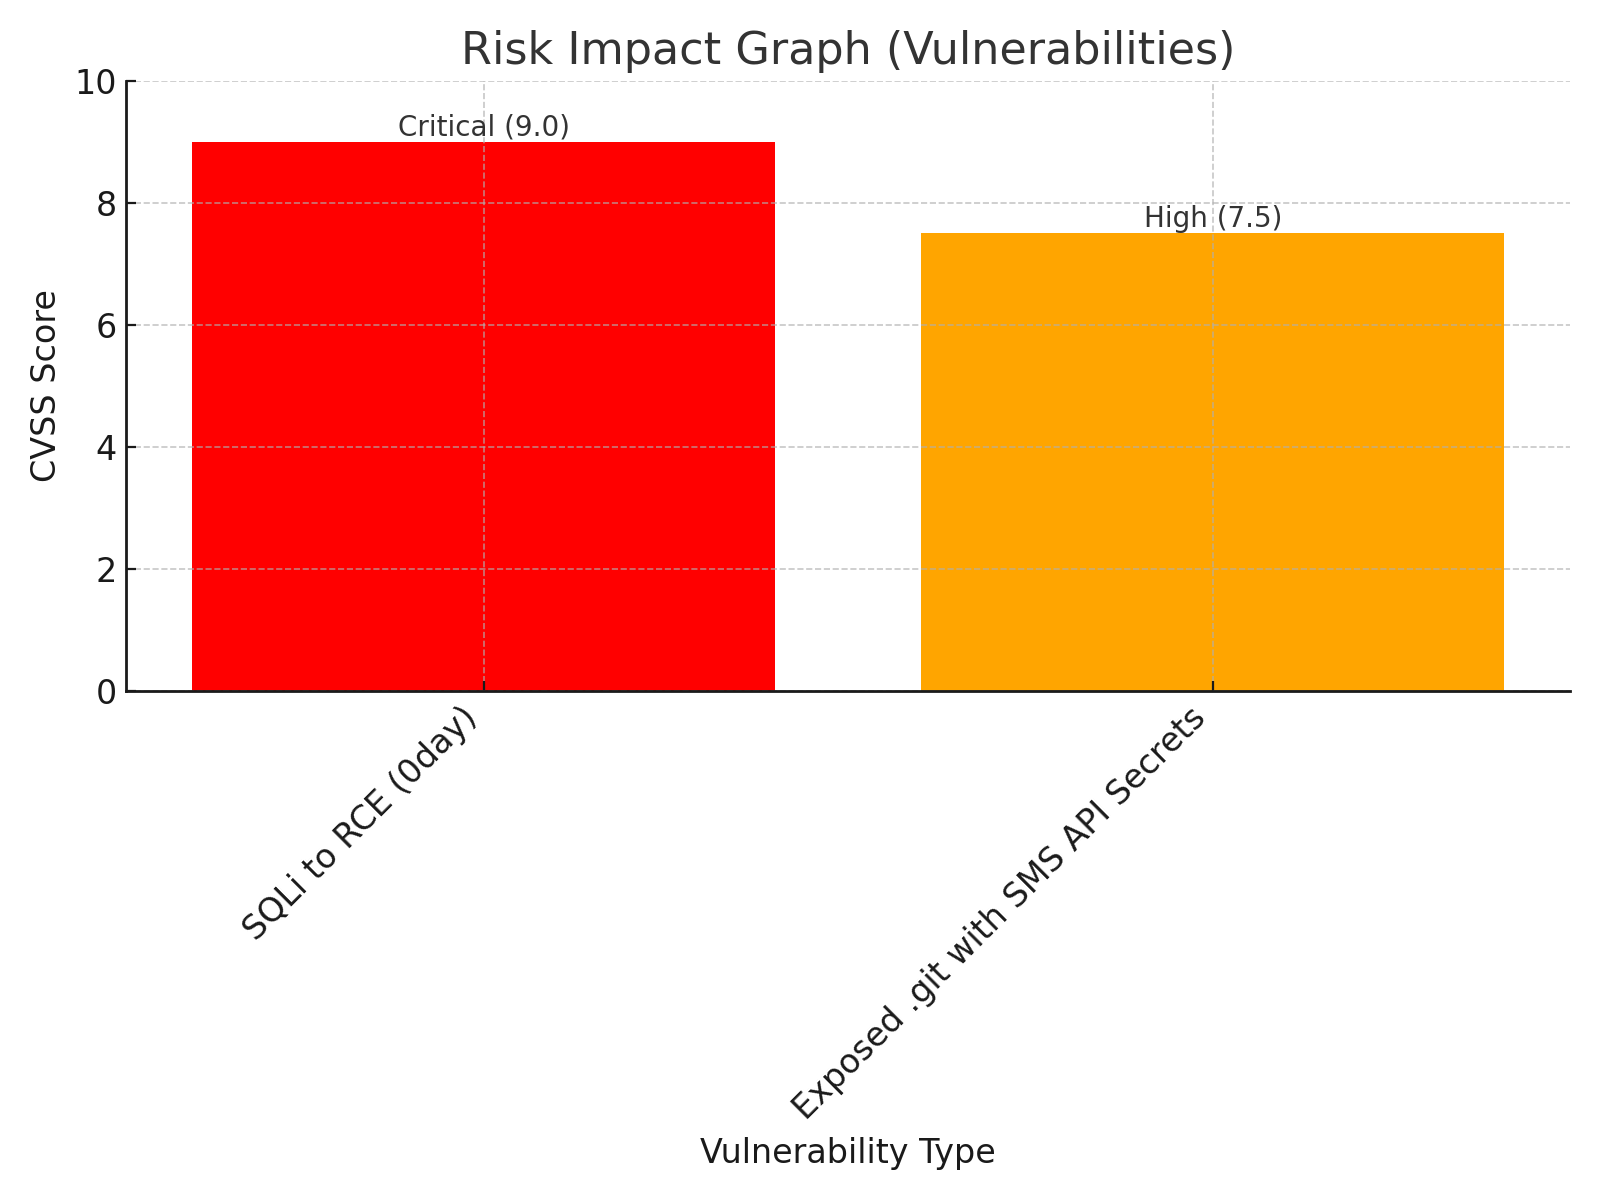 Risk Impact Graph (Vulnerabilities)
10
8
6
4
2
0
CVSS Score
Critical (9.0)
High (7.5)
SQLi to RCE (0day)
Exposed .git with SMS API Secrets
Vulnerability Type